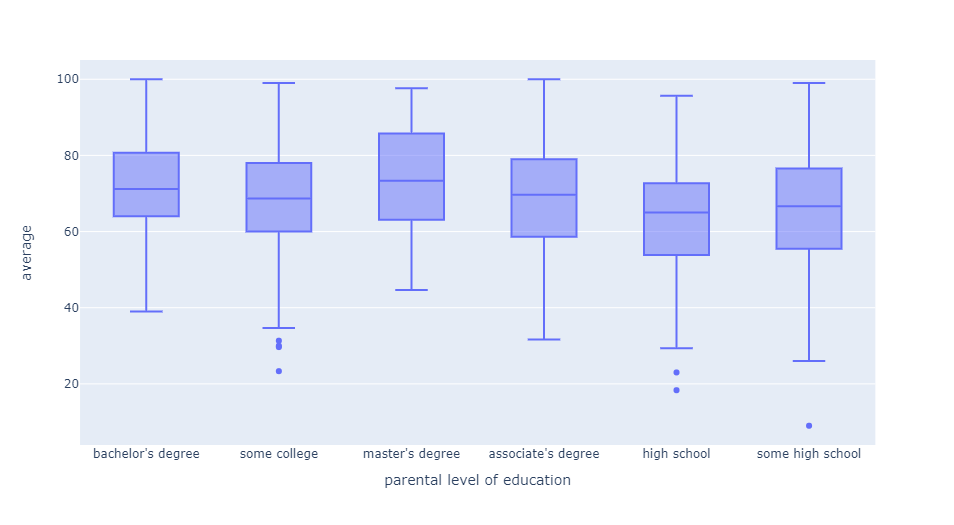 100
80
60
40
20
average
bachelor's degree
some college
master's degree
associate's degree
high school
some high school
parental level of education